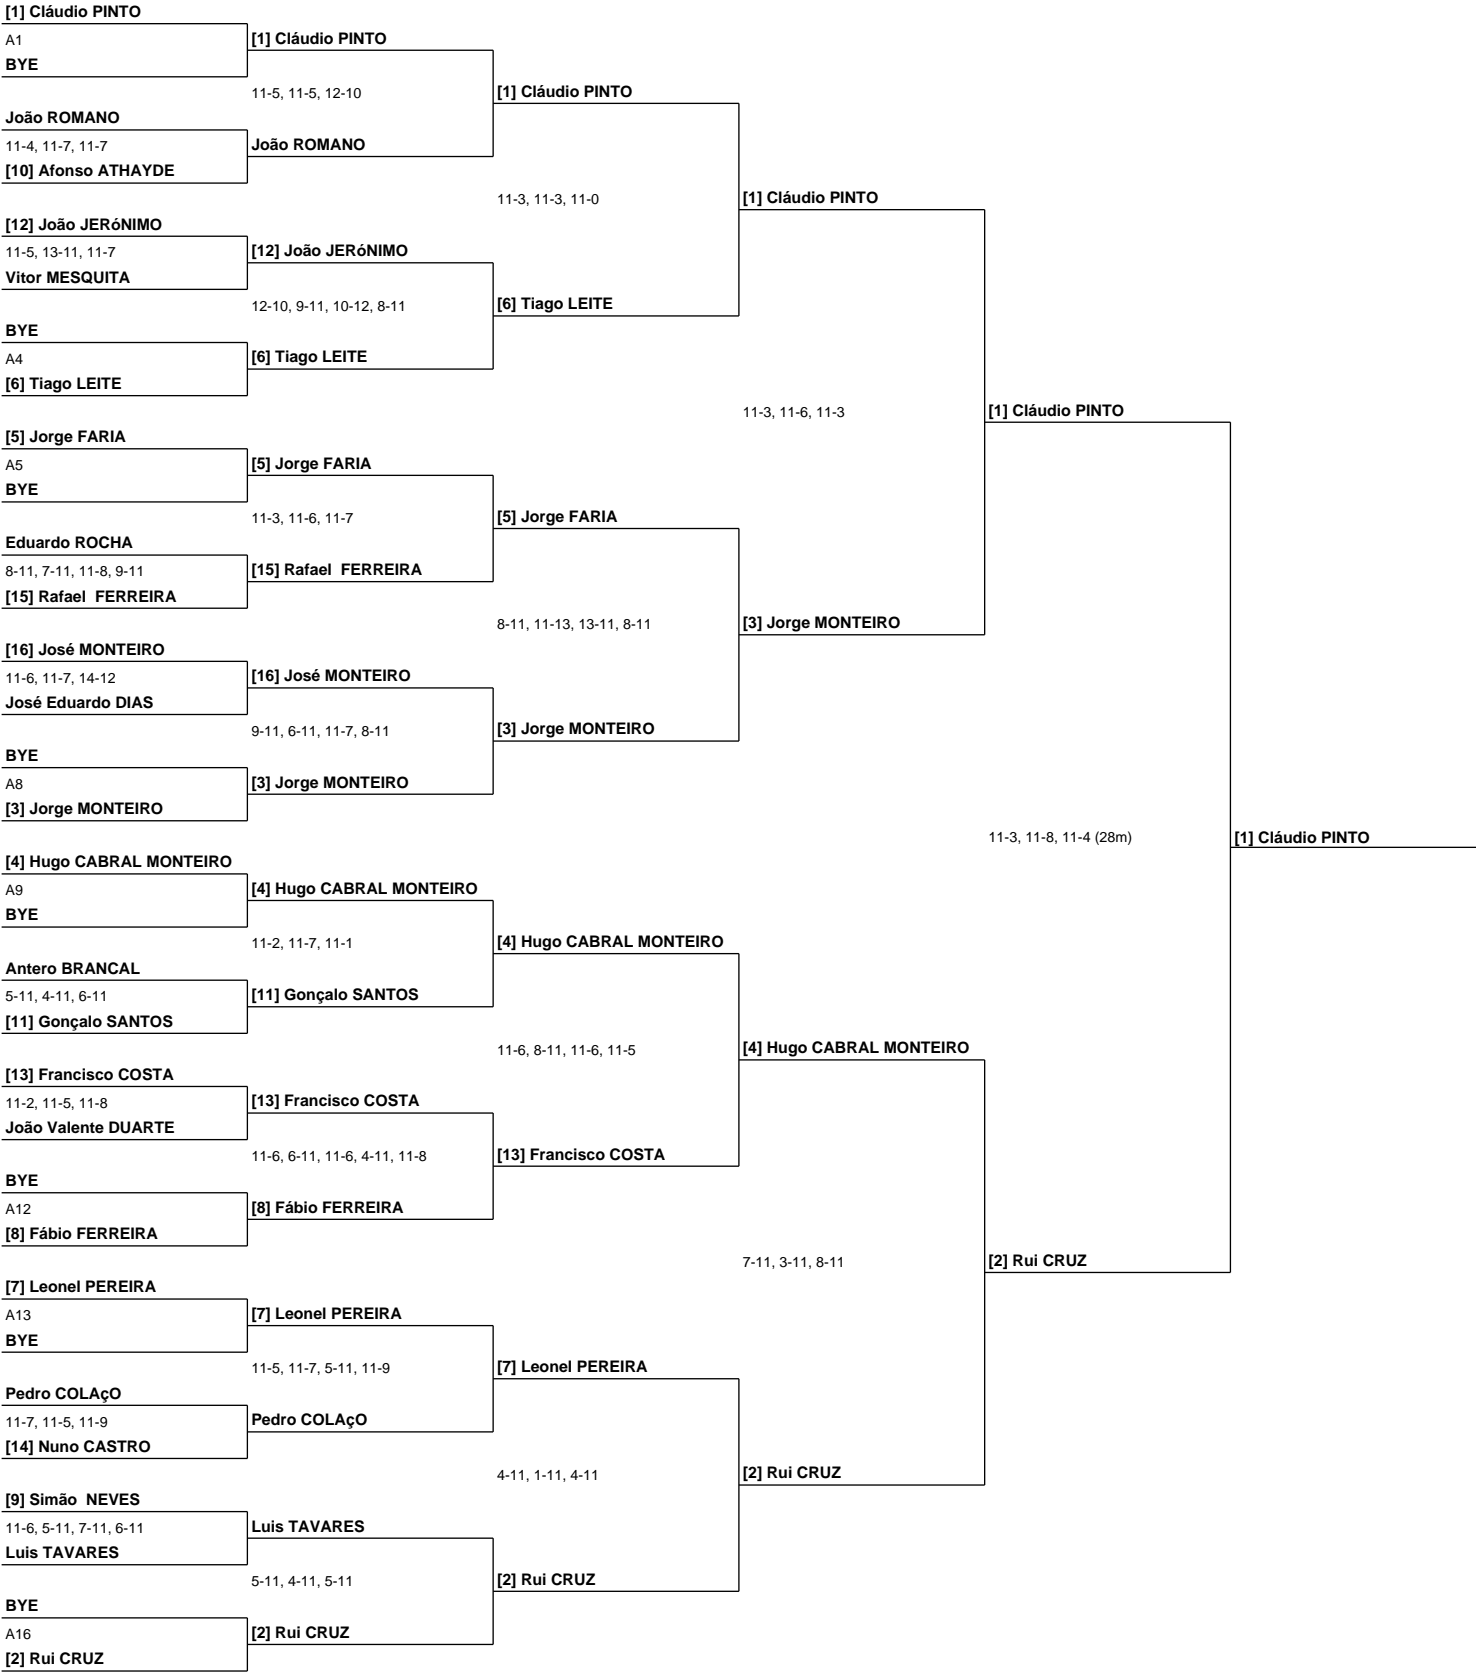 [1] Cláudio PINTO
A1
[1] Cláudio PINTO
BYE
11-5, 11-5, 12-10
[1] Cláudio PINTO
João ROMANO
11-4, 11-7, 11-7
João ROMANO
[10] Afonso ATHAYDE
11-3, 11-3, 11-0
[1] Cláudio PINTO
[12] João JERóNIMO
11-5, 13-11, 11-7
[12] João JERóNIMO
Vitor MESQUITA
12-10, 9-11, 10-12, 8-11
[6] Tiago LEITE
BYE
A4
[6] Tiago LEITE
[6] Tiago LEITE
11-3, 11-6, 11-3
[1] Cláudio PINTO
[5] Jorge FARIA
A5
[5] Jorge FARIA
BYE
11-3, 11-6, 11-7
[5] Jorge FARIA
Eduardo ROCHA
8-11, 7-11, 11-8, 9-11
[15] Rafael  FERREIRA
[15] Rafael  FERREIRA
8-11, 11-13, 13-11, 8-11
[3] Jorge MONTEIRO
[16] José MONTEIRO
11-6, 11-7, 14-12
[16] José MONTEIRO
José Eduardo DIAS
9-11, 6-11, 11-7, 8-11
[3] Jorge MONTEIRO
BYE
A8
[3] Jorge MONTEIRO
[3] Jorge MONTEIRO
11-3, 11-8, 11-4 (28m)
[1] Cláudio PINTO
[4] Hugo CABRAL MONTEIRO
A9
[4] Hugo CABRAL MONTEIRO
BYE
11-2, 11-7, 11-1
[4] Hugo CABRAL MONTEIRO
Antero BRANCAL
5-11, 4-11, 6-11
[11] Gonçalo SANTOS
[11] Gonçalo SANTOS
11-6, 8-11, 11-6, 11-5
[4] Hugo CABRAL MONTEIRO
[13] Francisco COSTA
11-2, 11-5, 11-8
[13] Francisco COSTA
João Valente DUARTE
11-6, 6-11, 11-6, 4-11, 11-8
[13] Francisco COSTA
BYE
A12
[8] Fábio FERREIRA
[8] Fábio FERREIRA
7-11, 3-11, 8-11
[2] Rui CRUZ
[7] Leonel PEREIRA
A13
[7] Leonel PEREIRA
BYE
11-5, 11-7, 5-11, 11-9
[7] Leonel PEREIRA
Pedro COLAçO
11-7, 11-5, 11-9
Pedro COLAçO
[14] Nuno CASTRO
4-11, 1-11, 4-11
[2] Rui CRUZ
[9] Simão  NEVES
11-6, 5-11, 7-11, 6-11
Luis TAVARES
Luis TAVARES
5-11, 4-11, 5-11
[2] Rui CRUZ
BYE
A16
[2] Rui CRUZ
[2] Rui CRUZ